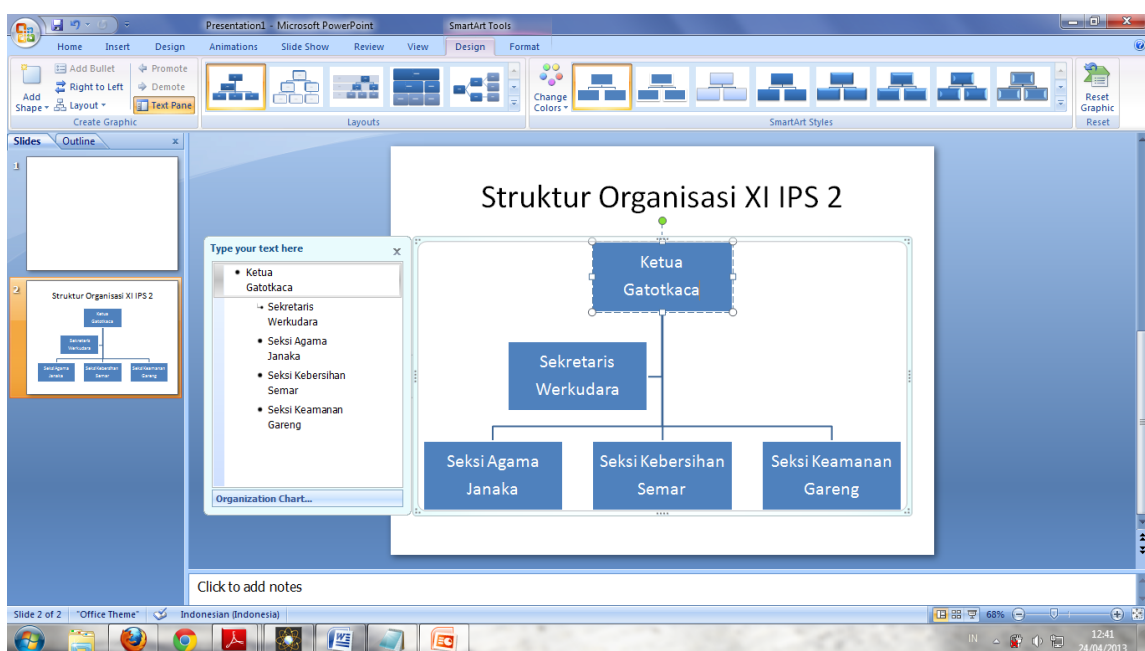 Presentation1 - Microsoft PowerPoint
SmartArt Tools
Home Insert Design Animations Slide Show Review View Design Format
Add Shape
Add Bullet
Right to Left
Layout
Promote
Demote
Text Pane
Create Graphic
Layouts
Change Colors
SmartArt Styles
Reset Graphic
Reset
Slides
Outline
x
1
2
Struktur Organisasi XI IPS 2
Ketua
Gatotkaca
Sekretaris
Werkudara
Seksi Agama
Janaka
Seksi Kebersihan
Semar
Seksi Keamanan
Gareng
Type your text here
x
Ketua
Gatotkaca
Sekretaris
Werkudara
Seksi Agama
Janaka
Seksi Kebersihan
Semar
Seksi Keamanan
Gareng
Organization Chart...
Struktur Organisasi XI IPS 2
Ketua
Gatotkaca
Sekretaris
Werkudara
Seksi Agama
Janaka
Seksi Kebersihan
Semar
Seksi Keamanan
Gareng
Click to add notes
Slide 2 of 2
"Office Theme"
Indonesian (Indonesia)
68%
IN
12:41
24/04/2013